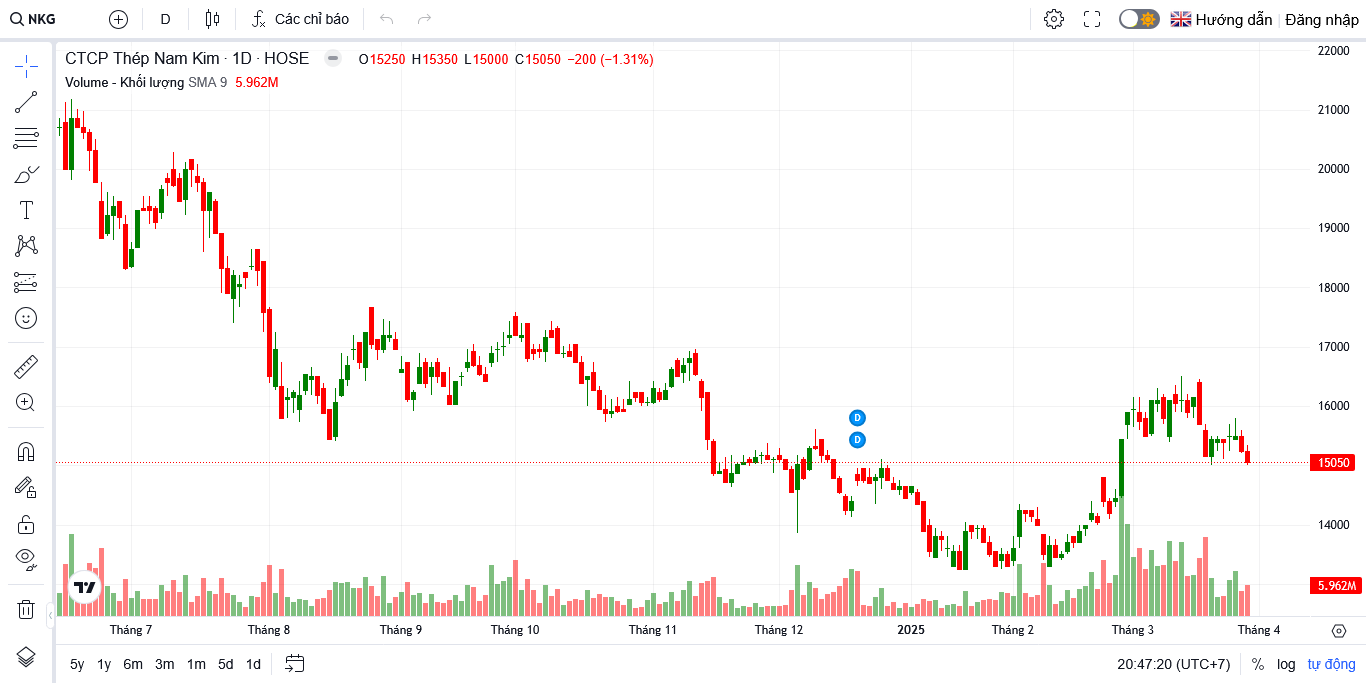 NKG D Các chỉ báo Hướng dẫn Đăng nhập
CTCP Thép Nam Kim · 1D · HOSE O15250 H15350 L15000 C15050 −200 (−1.31%)
Volume - Khối lượng SMA 9 5.962M
22000
21000
20000
19000
18000
17000
16000
D
D
15050
14000
5.962M
Tháng 7 Tháng 8 Tháng 9 Tháng 10 Tháng 11 Tháng 12 2025 Tháng 2 Tháng 3 Tháng 4
5y 1y 6m 3m 1m 5d 1d 20:47:20 (UTC+7) % log tự động